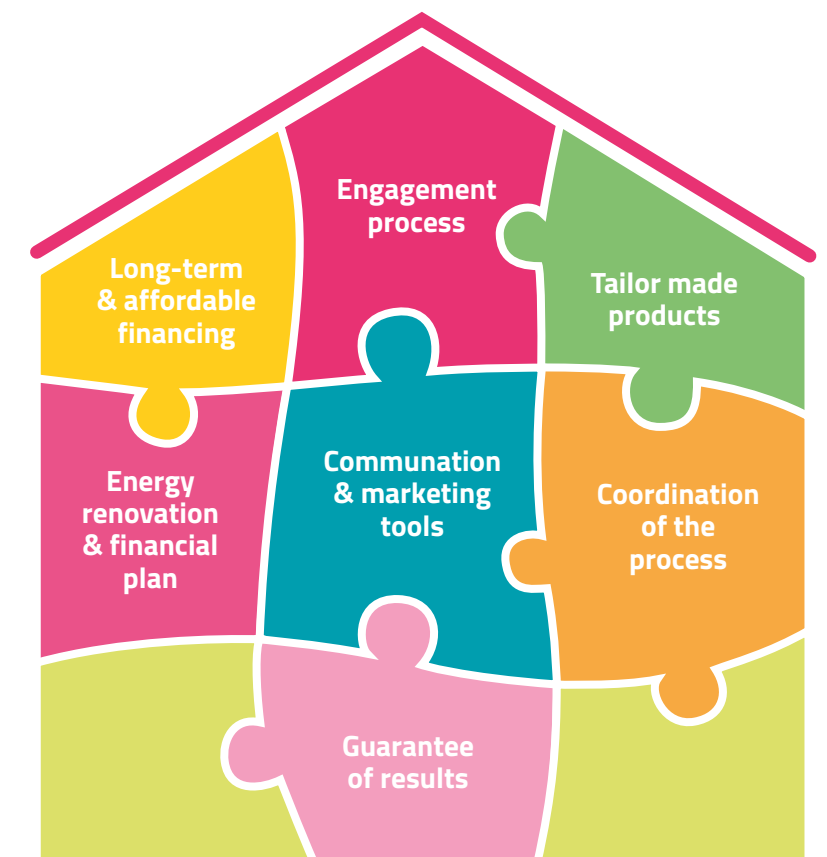 Engagement
process
Long-term
& affordable
financing
Tailor made
products
Energy
renovation
& financial
plan
Communation
& marketing
tools
Coordination
of the
process
Guarantee
of results